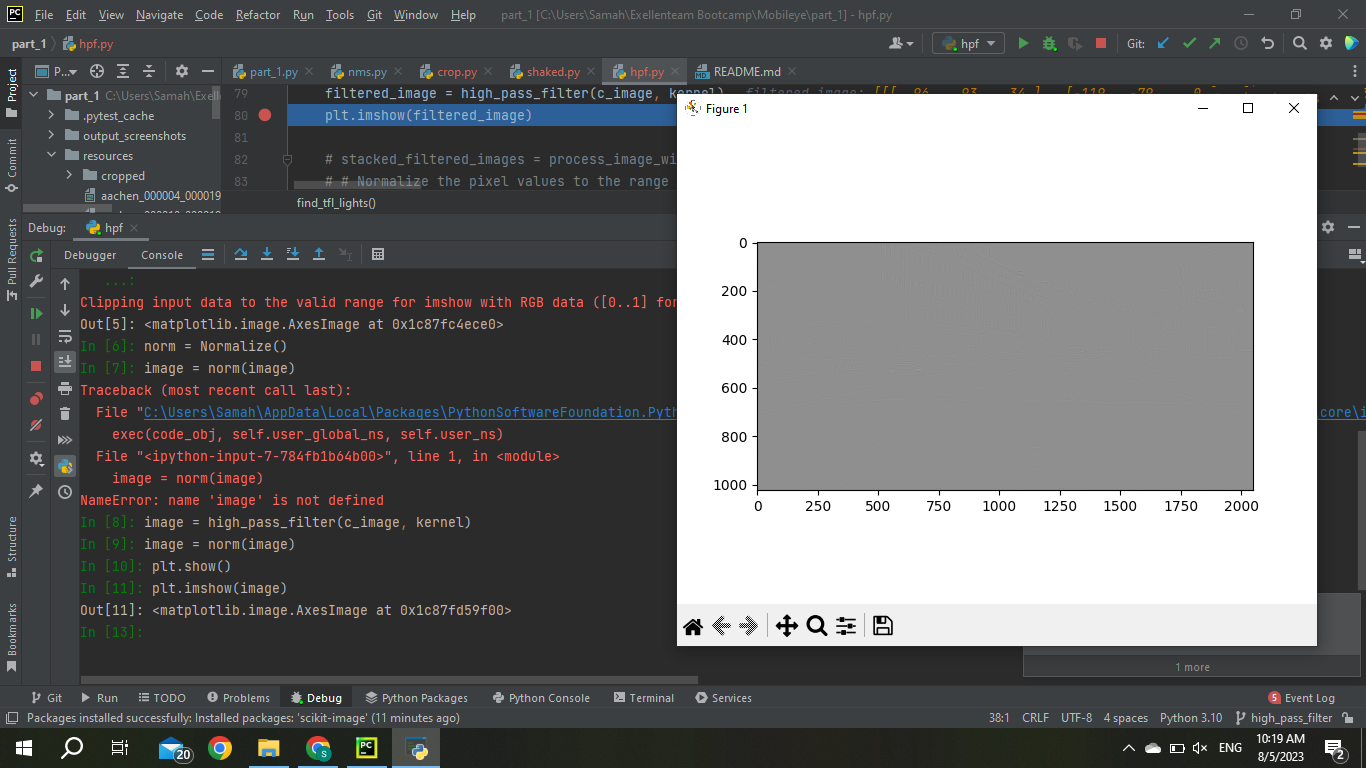 PC File Edit View Navigate Code Refactor Run Tools Git Window Help part_1 [C:\Users\Samah\Exellenteam Bootcamp\Mobileye\part_1] - hpf.py
part_1 hpf.py hpf Git:
Project P... part_1.py nms.py crop.py shaked.py hpf.py README.md
part_1 C:\Users\Samah\Exelle
.pytest_cache
output_screenshots
resources
cropped
aachen_000004_000019
79 filtered_image = high_pass_filter(c_image, kernel) filtered_image: [[[ 86 83 34
80 plt.imshow(filtered_image)
81
82 # stacked_filtered_images = process_image_wi
83 # # Normalize the pixel values to the range
find_tfl_lights()
Commit
Pull Requests
Structure
Bookmarks
Debug: hpf
Debugger Console
...:
Clipping input data to the valid range for imshow with RGB data ([0..1] for
Out[5]: <matplotlib.image.AxesImage at 0x1c87fc4ece0>
In [6]: norm = Normalize()
In [7]: image = norm(image)
Traceback (most recent call last):
File "C:\Users\Samah\AppData\Local\Packages\PythonSoftwareFoundation.Pyth
core\i
exec(code_obj, self.user_global_ns, self.user_ns)
File "<ipython-input-7-784fb1b64b00>", line 1, in <module>
image = norm(image)
NameError: name 'image' is not defined
In [8]: image = high_pass_filter(c_image, kernel)
In [9]: image = norm(image)
In [10]: plt.show()
In [11]: plt.imshow(image)
Out[11]: <matplotlib.image.AxesImage at 0x1c87fd59f00>
In [13]:
Figure 1
0
200
400
600
800
1000
0 250 500 750 1000 1250 1500 1750 2000
1 more
Git Run TODO Problems Debug Python Packages Python Console Terminal Services 5 Event Log
Packages installed successfully: Installed packages: 'scikit-image' (11 minutes ago) 38:1 CRLF UTF-8 4 spaces Python 3.10 high_pass_filter
20 S PC ENG 10:19 AM
8/5/2023 2